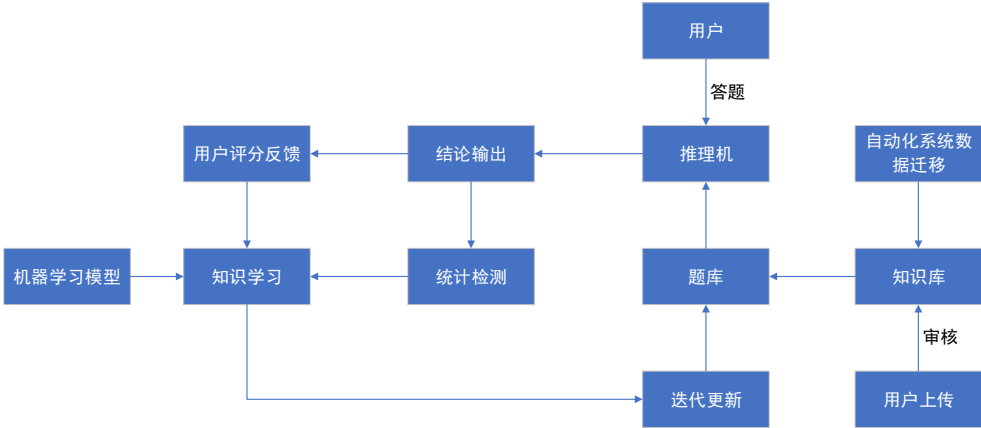 用户
答题
用户评分反馈
结论输出
推理机
自动化系统数
据迁移
机器学习模型
知识学习
统计检测
题库
知识库
审核
迭代更新
用户上传